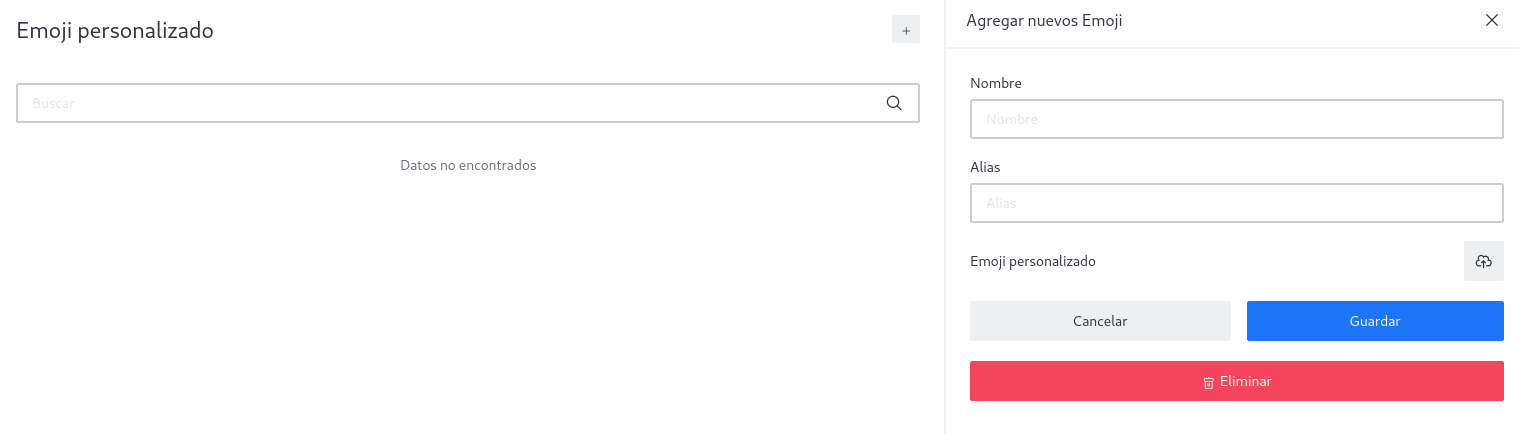 Emoji personalizado
+
Buscar
Datos no encontrados
Agregar nuevos Emoji
Nombre
Nombre
Alias
Alias
Emoji personalizado
Cancelar
Guardar
Eliminar